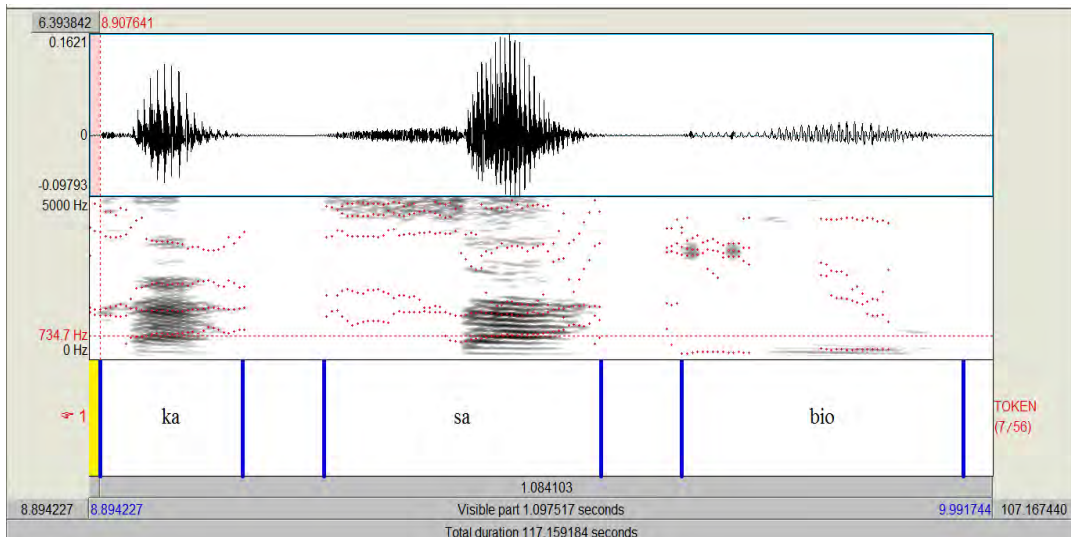 6.393842 8.907641
0.1621
0
-0.09793
5000 Hz
734.7 Hz
0 Hz
1 ka sa bio TOKEN
(7/56)
1.084103
8.894227 8.894227 Visible part 1.097517 seconds 9.991744 107.167440
Total duration 117.159184 seconds